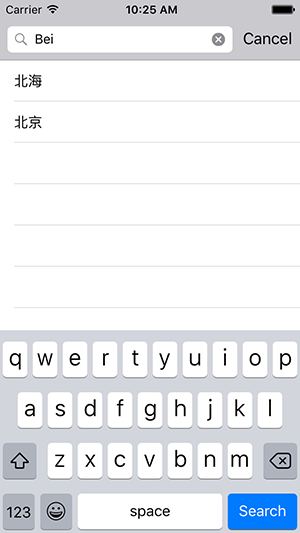 Carrier 10:25 AM
Bei Cancel
北海
北京
q w e r t y u i o p
a s d f g h j k l
z x c v b n m
123 space Search